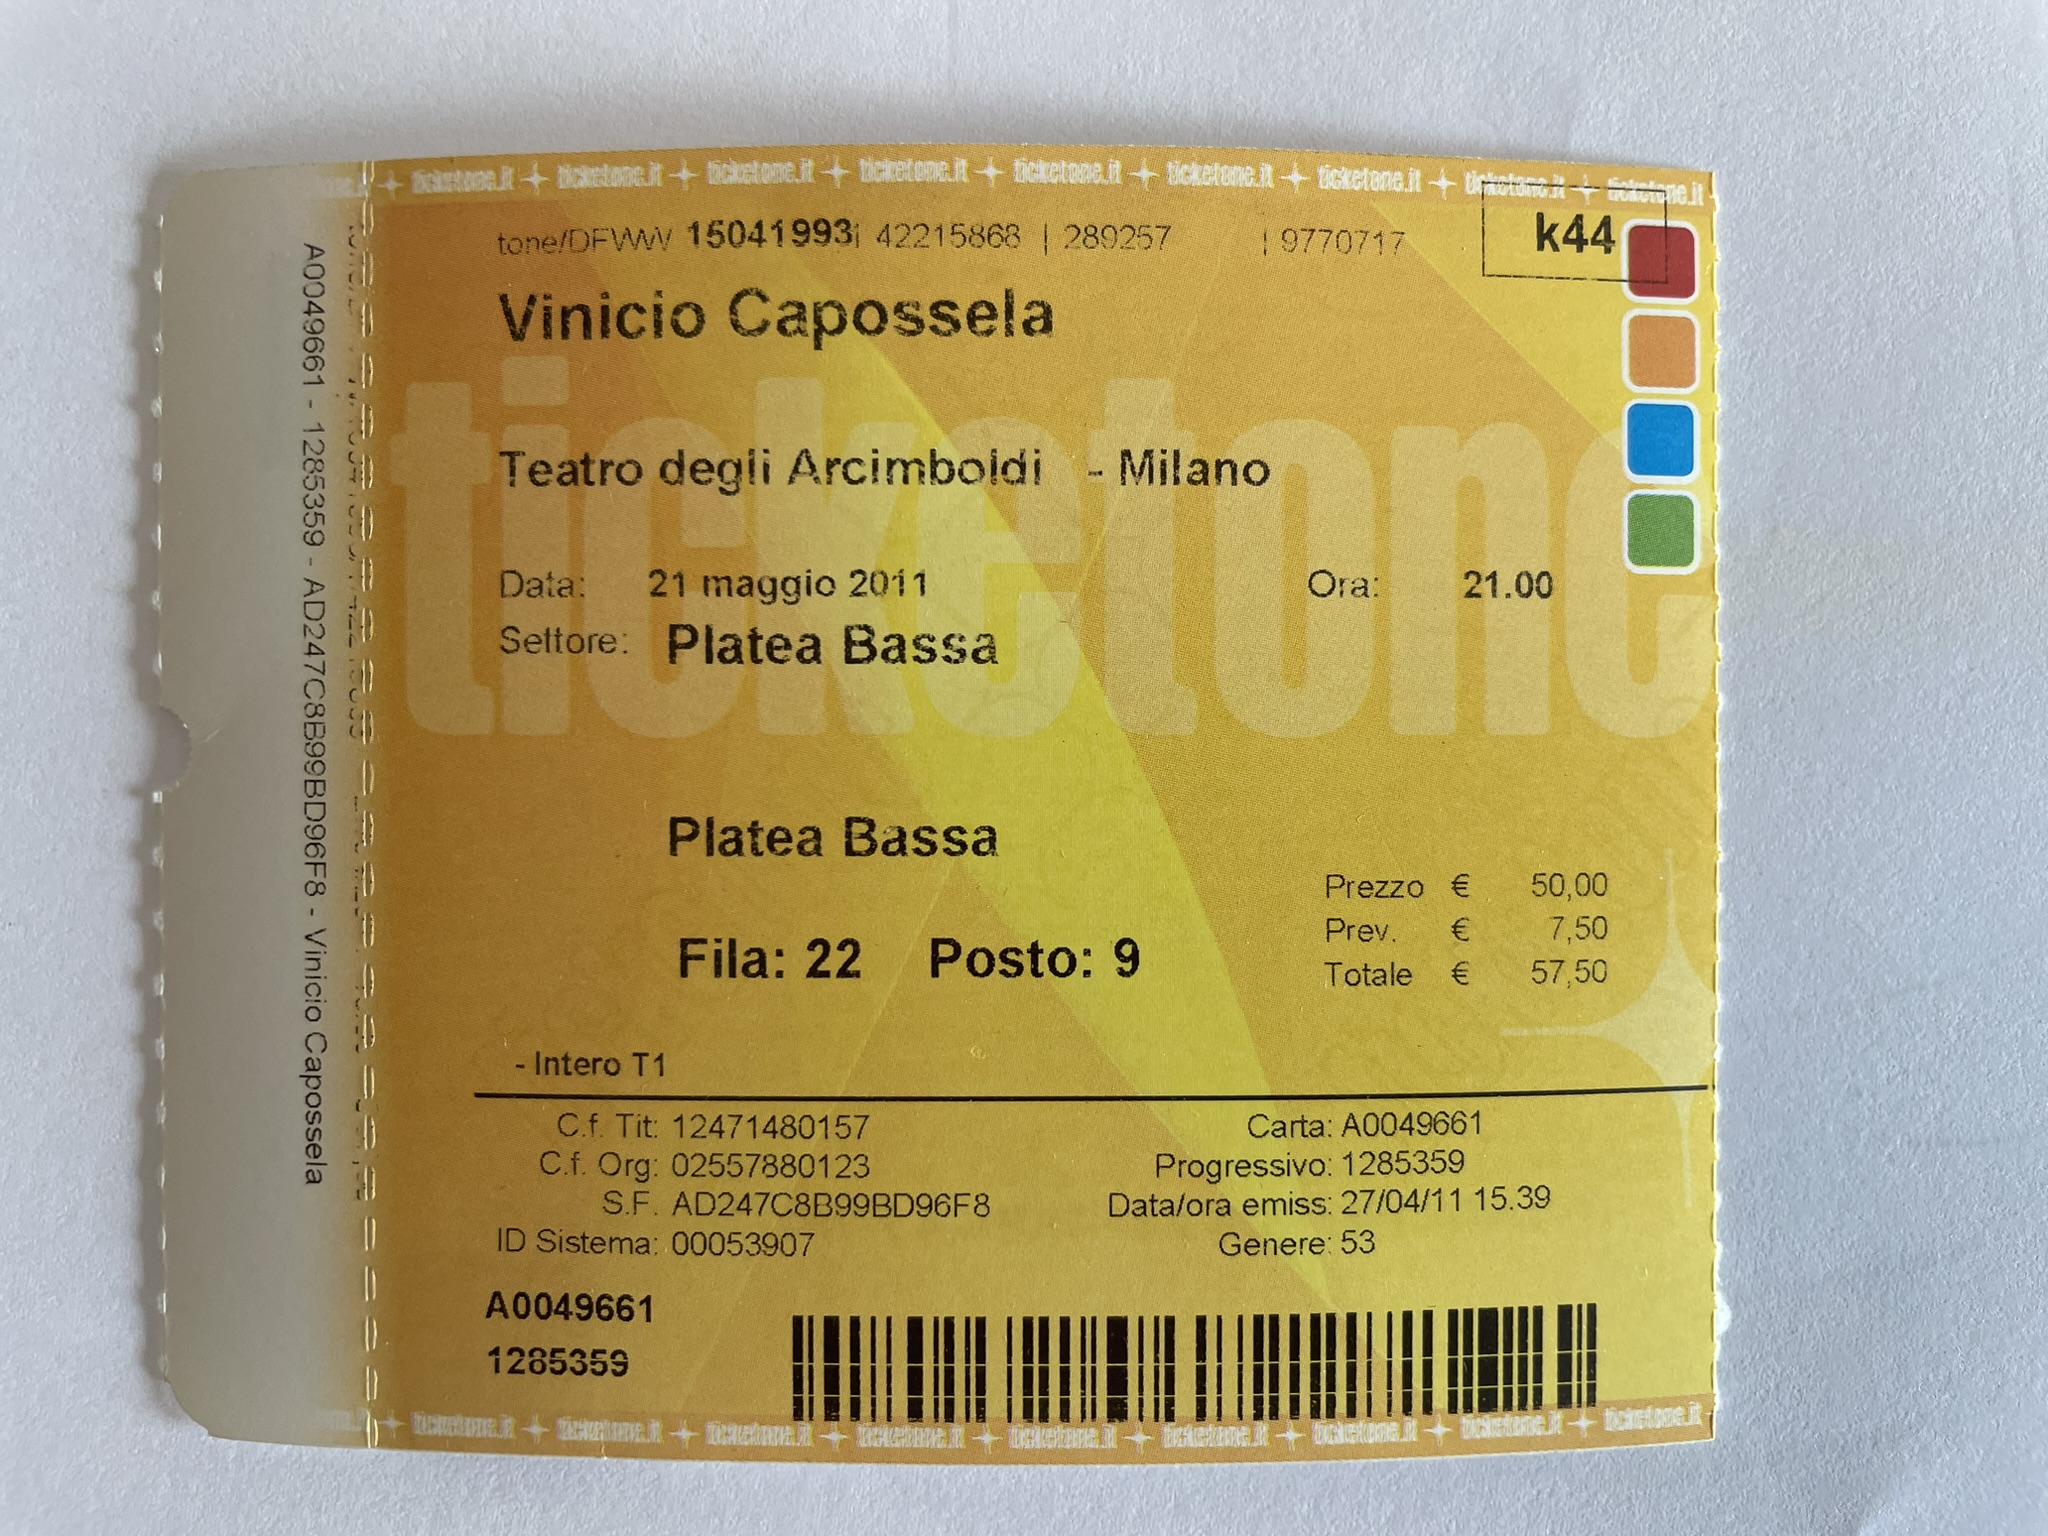 ticketone.it ticketone.it ticketone.it ticketone.it ticketone.it ticketone.it ticketone.it ticketone.it ticketone.it
tone/DFWW 15041993| 42215868 | 289257 | 9770717
k44
Vinicio Capossela
ticketone
Teatro degli Arcimboldi - Milano
Data: 21 maggio 2011 Ora: 21.00
Settore: Platea Bassa
Platea Bassa
Prezzo € 50,00
Prev. € 7,50
Totale € 57,50
Fila: 22 Posto: 9
- Intero T1
C.f. Tit: 12471480157 Carta: A0049661
C.f. Org: 02557880123 Progressivo: 1285359
S.F. AD247C8B99BD96F8 Data/ora emiss: 27/04/11 15.39
ID Sistema: 00053907 Genere: 53
A0049661
1285359
ticketone.it ticketone.it ticketone.it ticketone.it ticketone.it ticketone.it ticketone.it ticketone.it ticketone.it
A0049661 - 1285359 - AD247C8B99BD96F8 - Vinicio Capossela